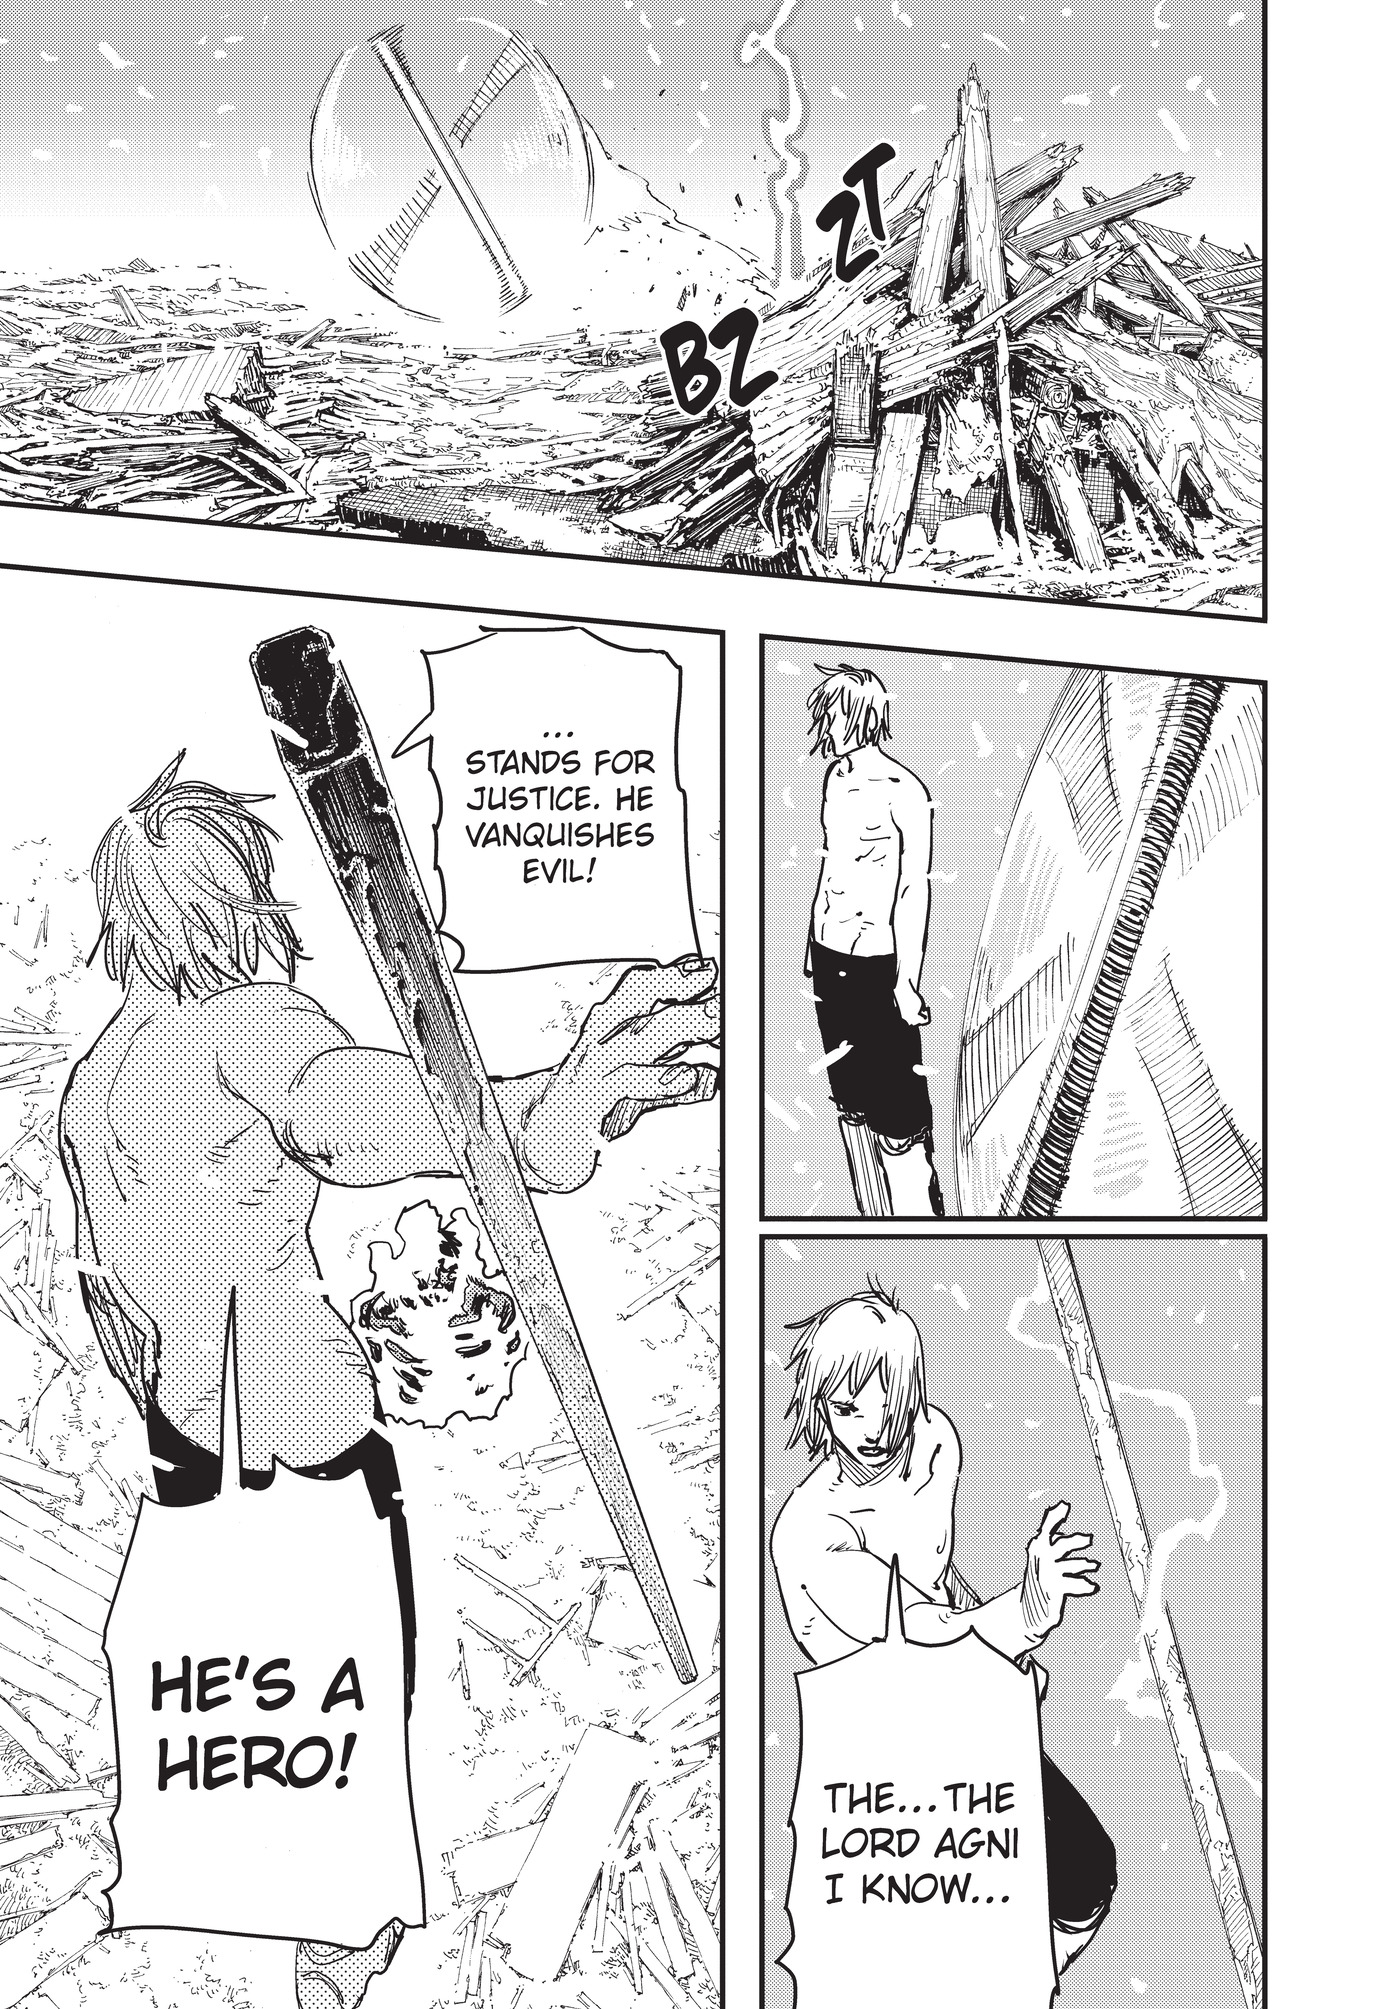 ZT
BZ
THE...THE
LORD AGNI
I KNOW...
...
STANDS FOR
JUSTICE. HE
VANQUISHES
EVIL!
HE'S A
HERO!